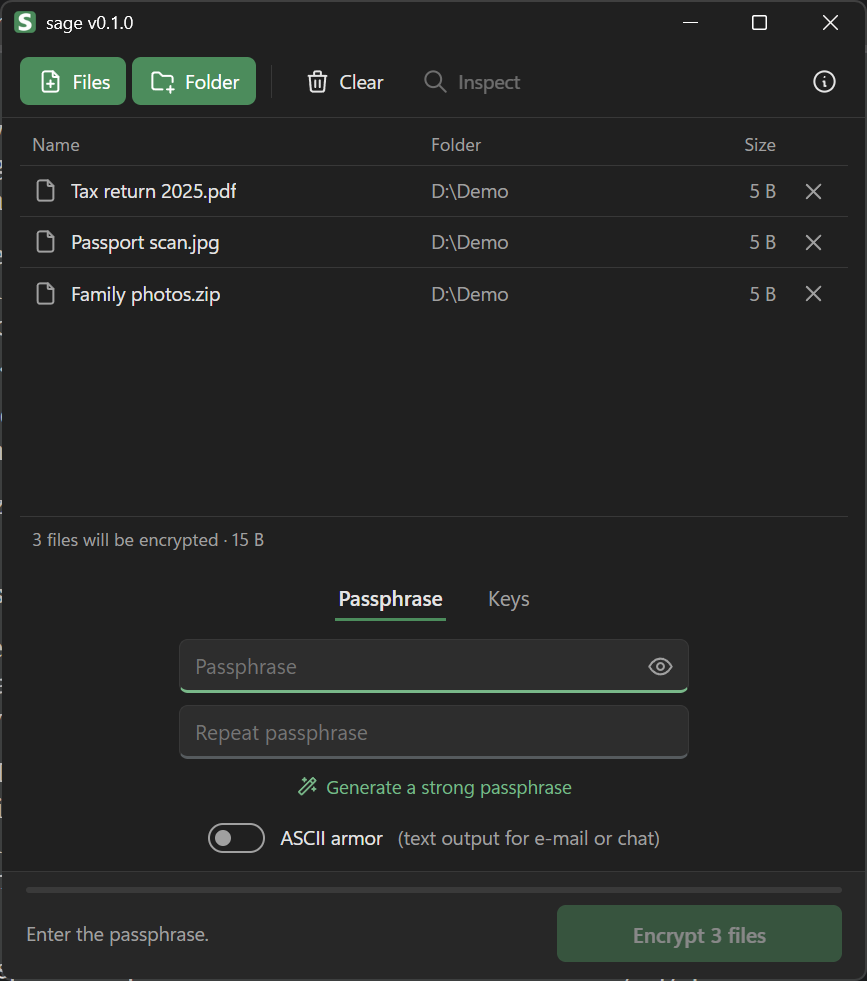 S sage v0.1.0
Files Folder Clear Inspect
Name Folder Size
Tax return 2025.pdf D:\Demo 5 B
Passport scan.jpg D:\Demo 5 B
Family photos.zip D:\Demo 5 B
3 files will be encrypted · 15 B
Passphrase Keys
Passphrase
Repeat passphrase
Generate a strong passphrase
ASCII armor (text output for e-mail or chat)
Enter the passphrase. Encrypt 3 files